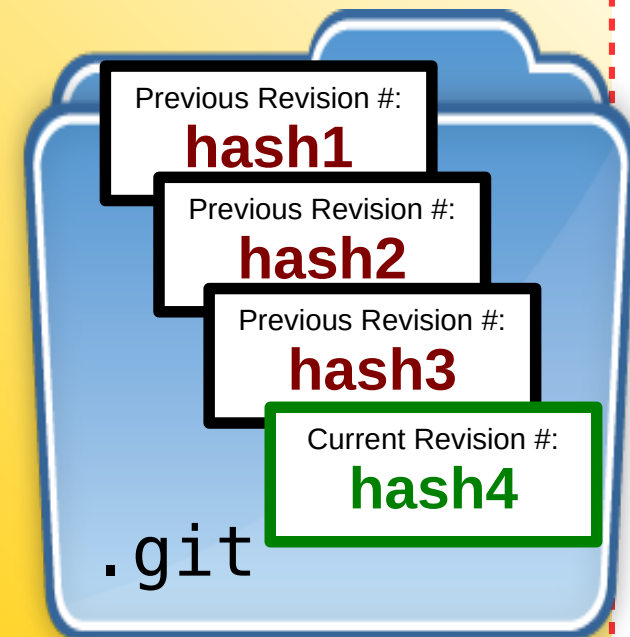 Previous Revision #:
hash1
Previous Revision #:
hash2
Previous Revision #:
hash3
Current Revision #:
hash4
.git